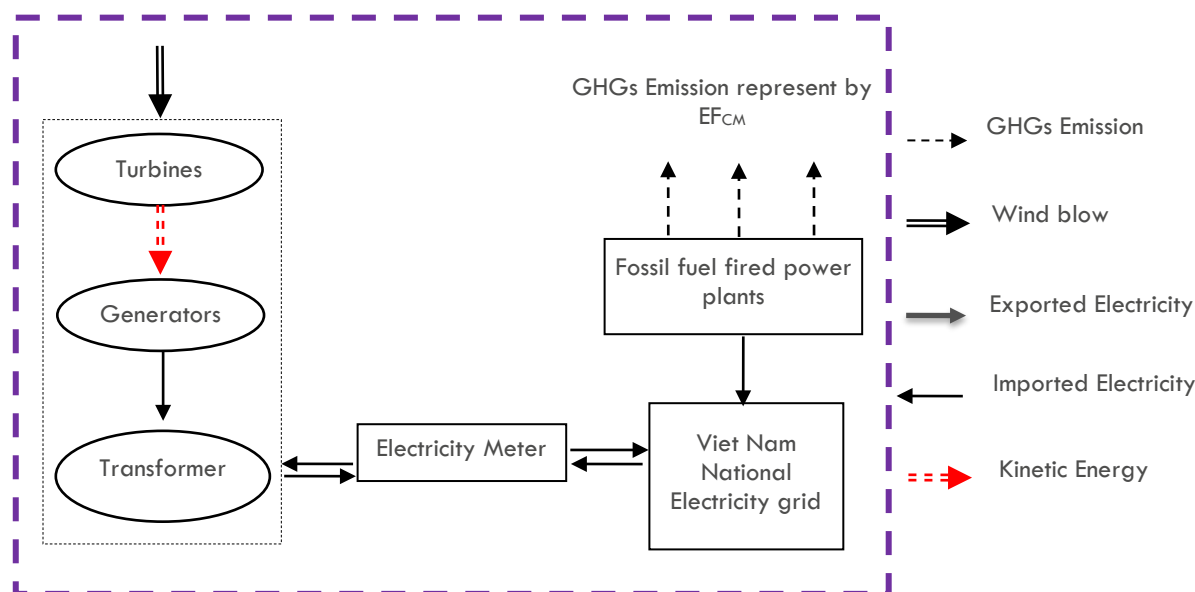 GHGs Emission represent by
EFCM
Turbines
Generators
Transformer
Electricity Meter
Fossil fuel fired power
plants
Viet Nam
National
Electricity grid
GHGs Emission
Wind blow
Exported Electricity
Imported Electricity
Kinetic Energy